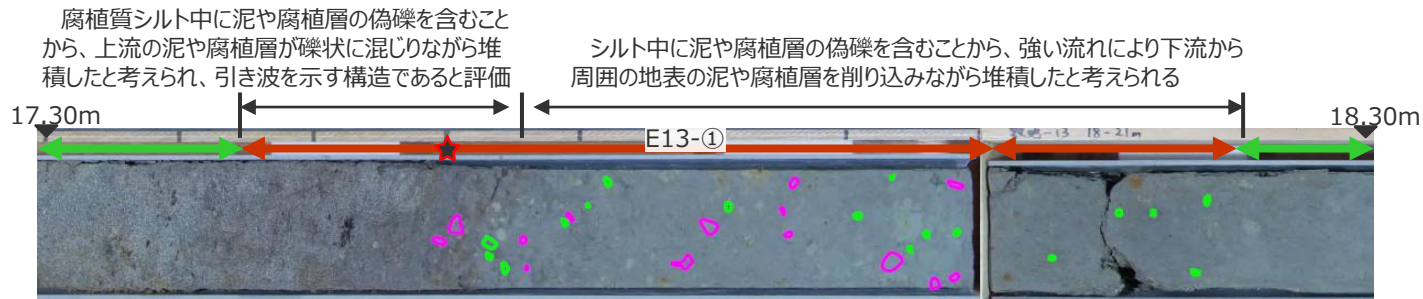 腐植質シルト中に泥や腐植層の偽礫を含むこと
から、上流の泥や腐植層が礫状に混じりながら堆
積したと考えられ、引き波を示す構造であると評価
シルト中に泥や腐植層の偽礫を含むことから、強い流れにより下流から
周囲の地表の泥や腐植層を削り込みながら堆積したと考えられる
17.30m
18.30m
E13-①
-13 18-21m